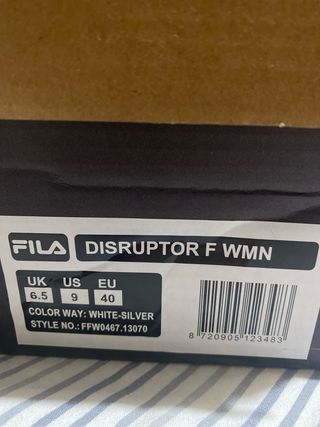 FILA DISRUPTOR F WMN
UK US EU
6.5 9 40
COLOR WAY: WHITE-SILVER
STYLE NO.: FFW0467.13070
8 720905 123483